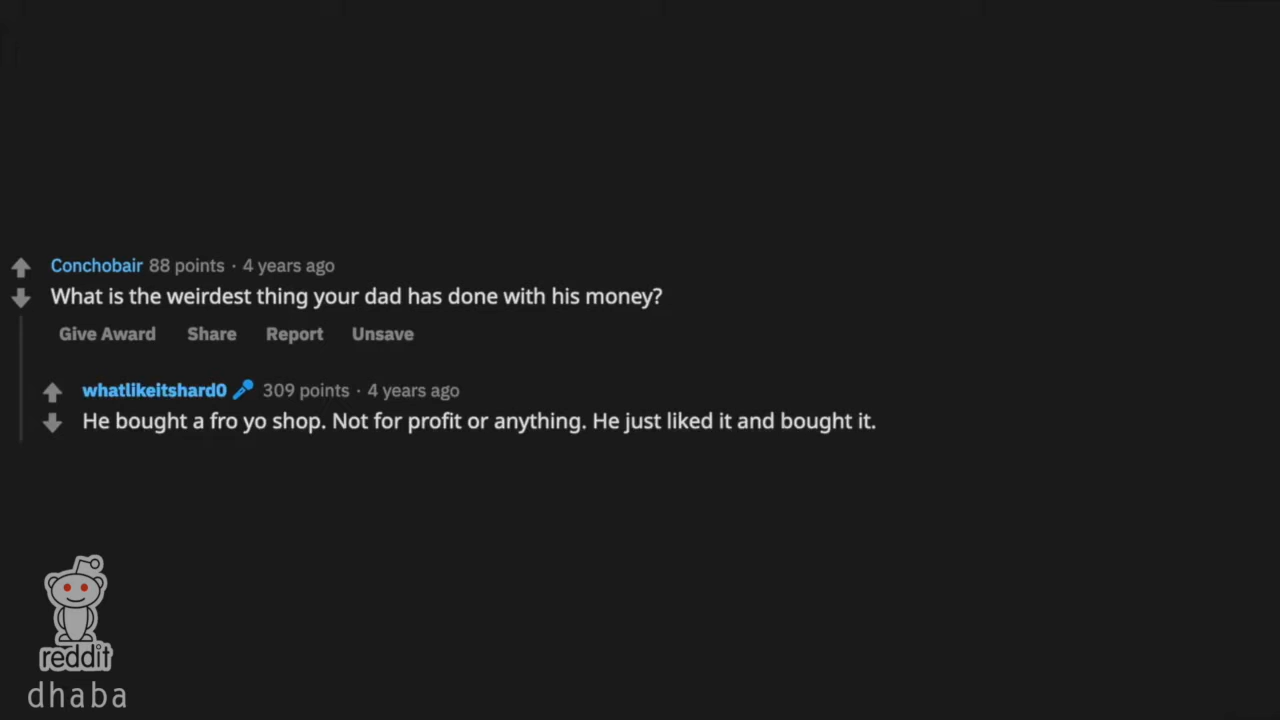 Conchobair 88 points · 4 years ago
What is the weirdest thing your dad has done with his money?
Give Award Share Report Unsave
whatlikeitshard0 309 points · 4 years ago
He bought a fro yo shop. Not for profit or anything. He just liked it and bought it.
reddit
dhaba